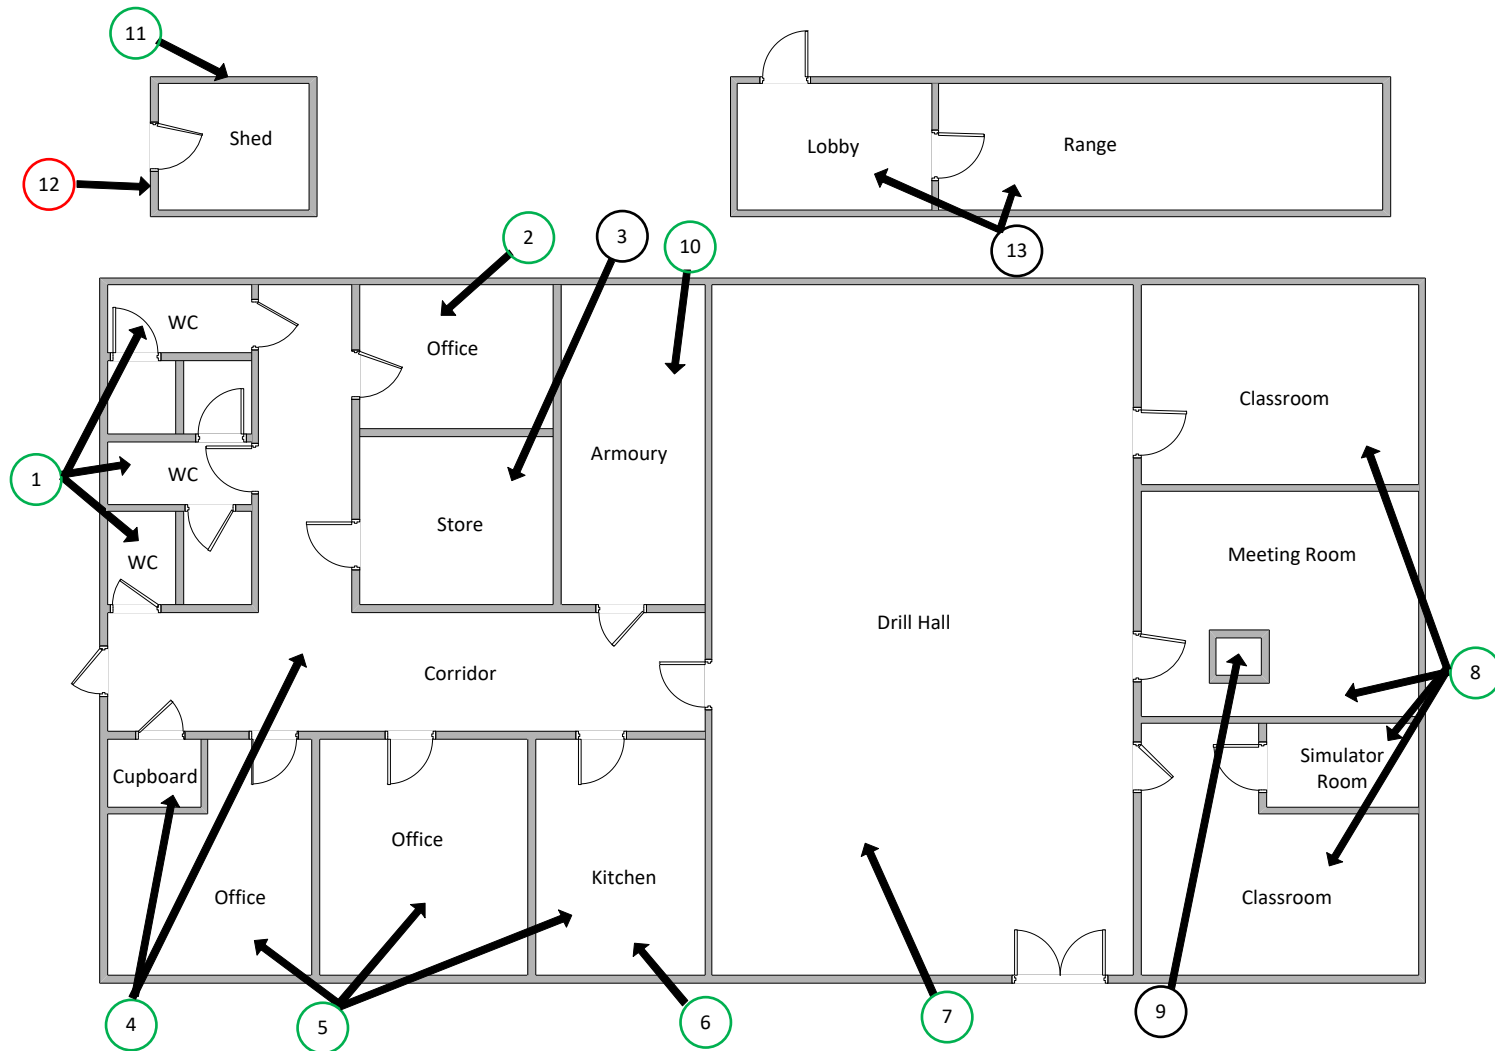 11
Shed
Lobby
Range
12
2
3
10
13
WC
Office
Classroom
Armoury
1
WC
Store
Meeting Room
WC
Drill Hall
Corridor
8
Cupboard
Simulator
Room
Office
Kitchen
Office
Classroom
4
5
6
7
9